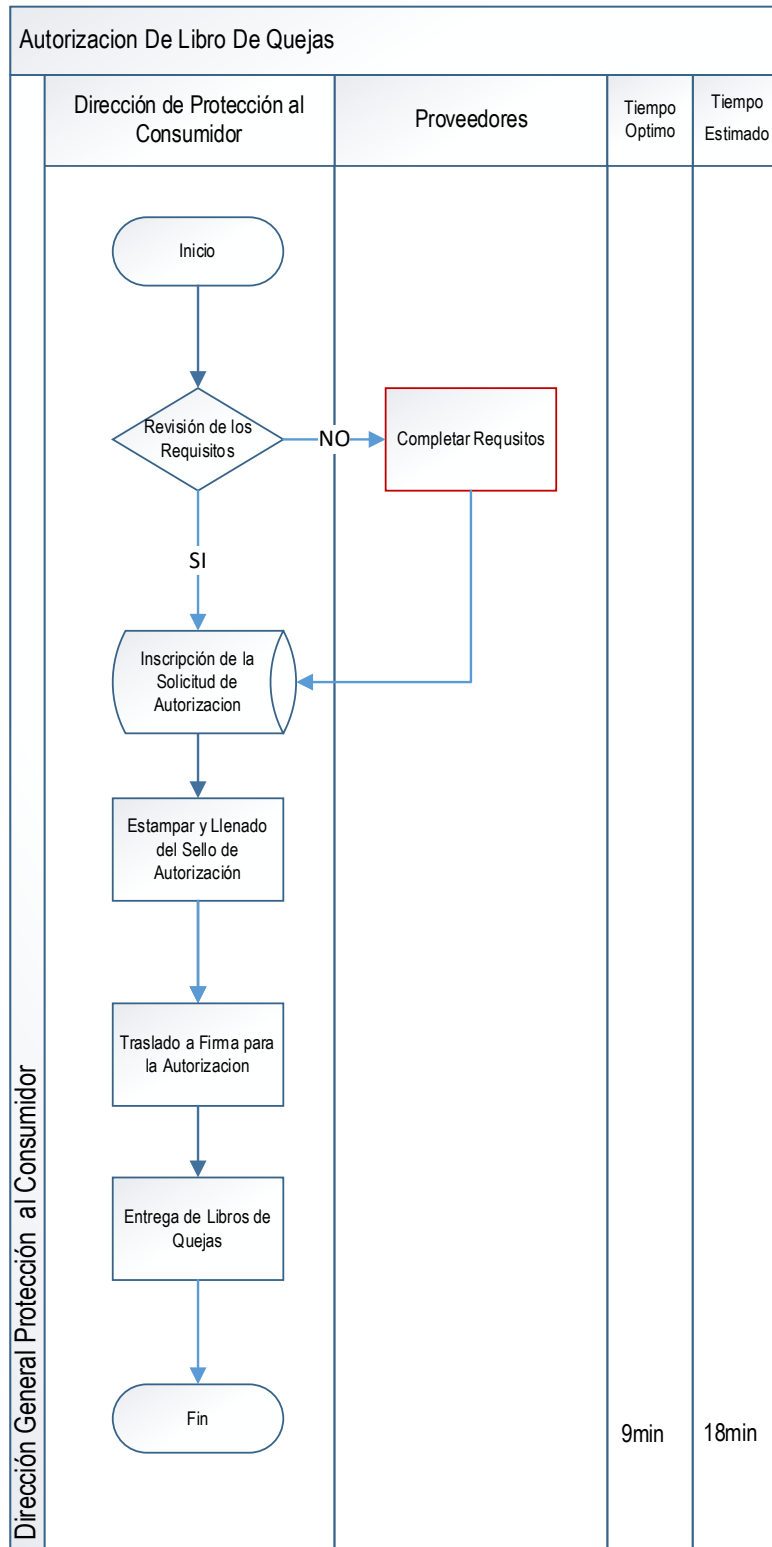 Autorizacion De Libro De Quejas
Dirección de Protección al
Consumidor
Proveedores
Tiempo
Optimo
Tiempo
Estimado
Dirección General Protección al Consumidor
Inicio
Revisión de los
Requisitos
NO
Completar Requsitos
SI
Inscripción de la
Solicitud de
Autorizacion
Estampar y Llenado
del Sello de
Autorización
Traslado a Firma para
la Autorizacion
Entrega de Libros de
Quejas
Fin
9min
18min